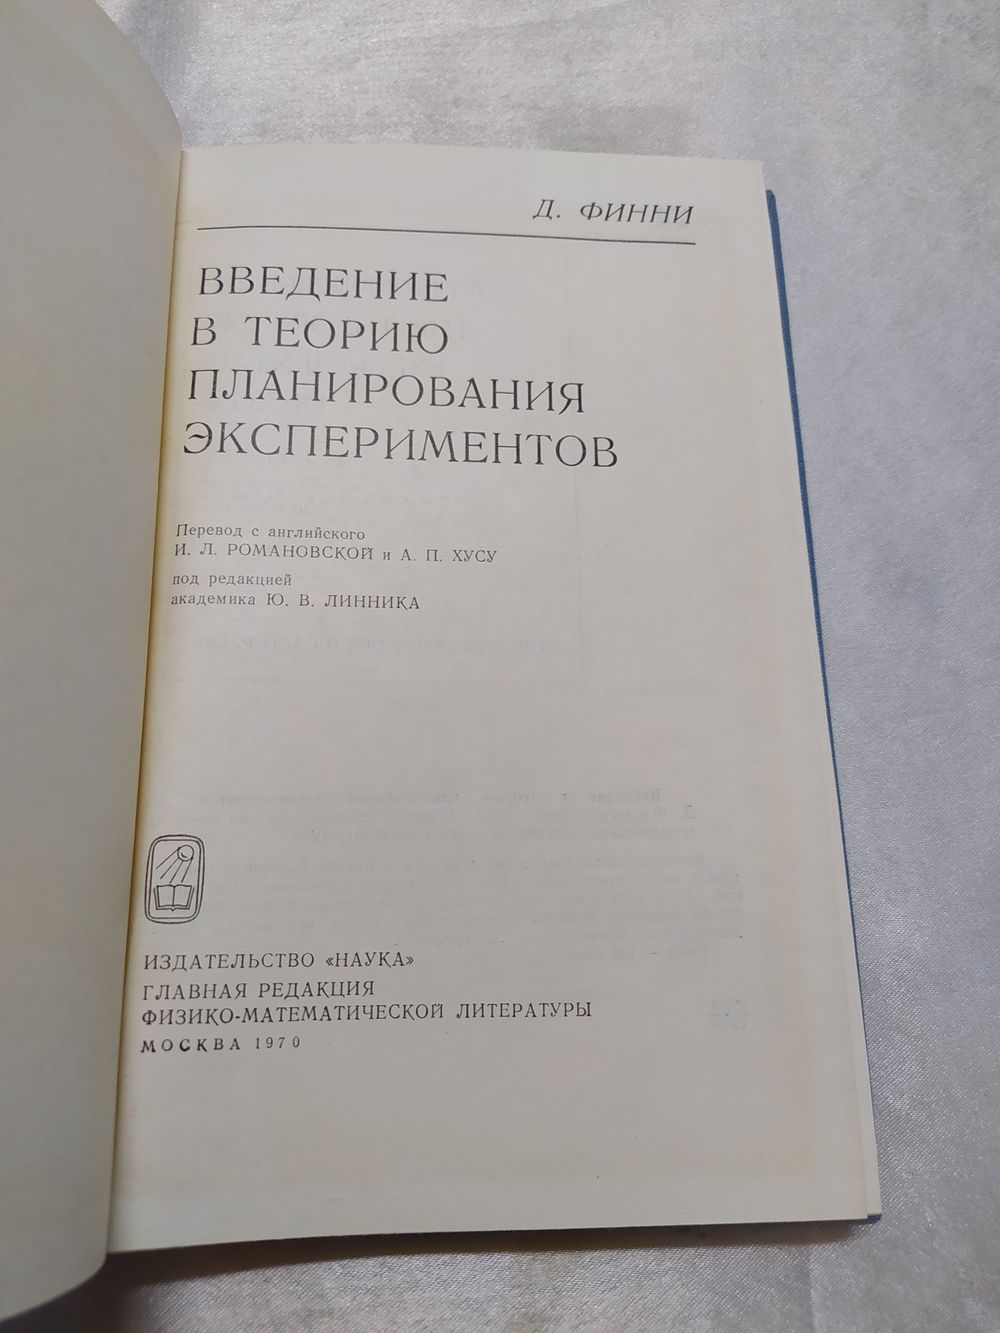 Д. ФИННИ
ВВЕДЕНИЕ
В ТЕОРИЮ
ПЛАНИРОВАНИЯ
ЭКСПЕРИМЕНТОВ
Перевод с английского
И. Л. РОМАНОВСКОЙ и А. П. ХУСУ
под редакцией
академика Ю. В. ЛИННИКА
ИЗДАТЕЛЬСТВО «НАУКА»
ГЛАВНАЯ РЕДАКЦИЯ
ФИЗИКО-МАТЕМАТИЧЕСКОЙ ЛИТЕРАТУРЫ
МОСКВА 1970